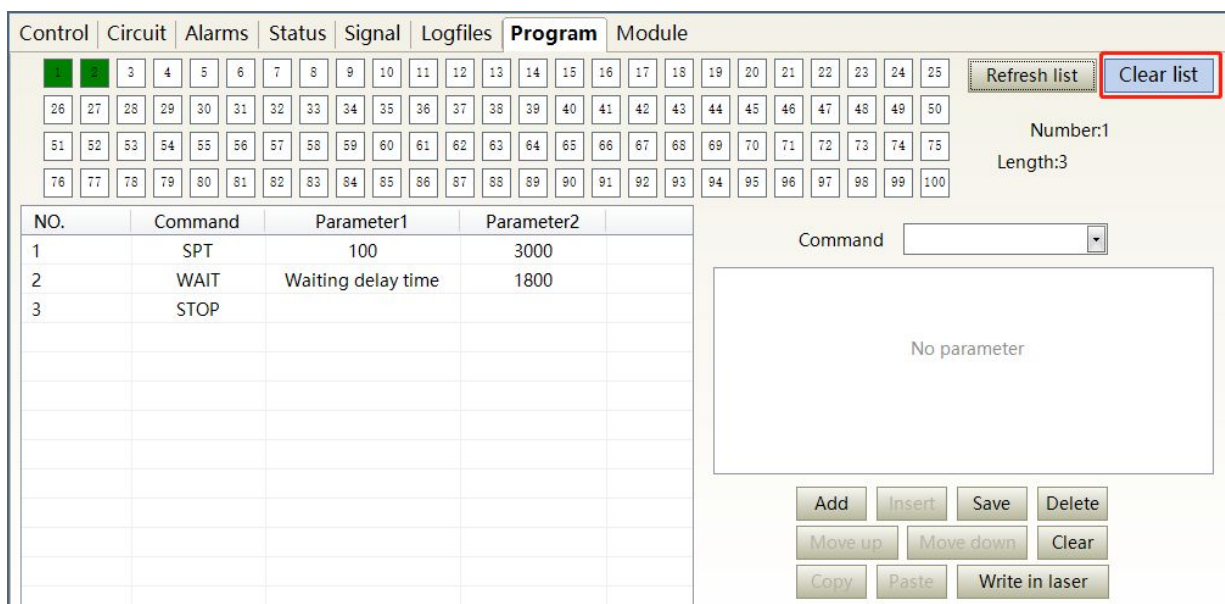 Control Circuit Alarms Status Signal Logfiles Program Module
1 2 3 4 5 6 7 8 9 10 11 12 13 14 15 16 17 18 19 20 21 22 23 24 25 Refresh list Clear list
26 27 28 29 30 31 32 33 34 35 36 37 38 39 40 41 42 43 44 45 46 47 48 49 50
Number:1
51 52 53 54 55 56 57 58 59 60 61 62 63 64 65 66 67 68 69 70 71 72 73 74 75
Length:3
76 77 78 79 80 81 82 83 84 85 86 87 88 89 90 91 92 93 94 95 96 97 98 99 100
NO. Command Parameter1 Parameter2
1 SPT 100 3000
2 WAIT Waiting delay time 1800
3 STOP
Command
No parameter
Add Insert Save Delete
Move up Move down Clear
Copy Paste Write in laser